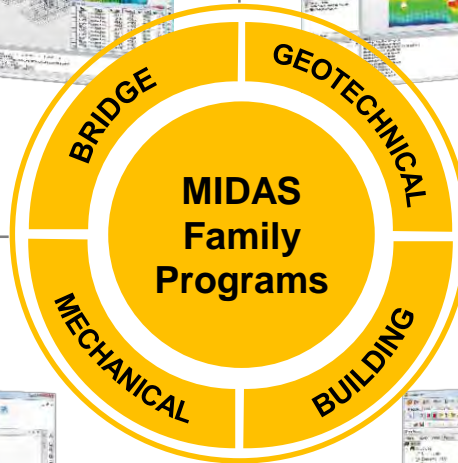 BRIDGE
GEOTECHNICAL
MIDAS
Family
Programs
MECHANICAL
BUILDING